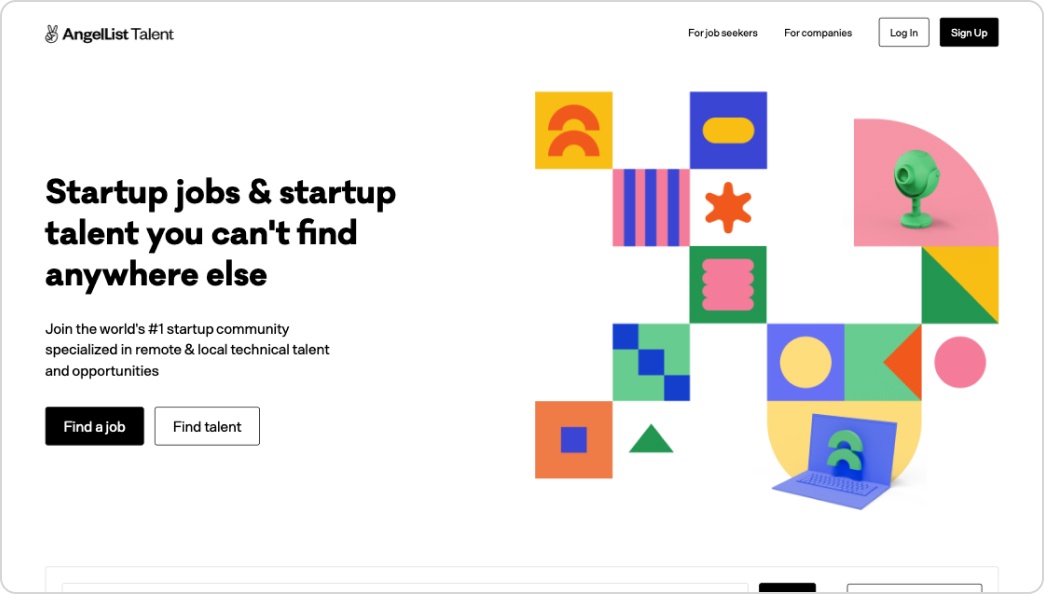 AngelList Talent
For job seekers
For companies
Log In
Sign Up
Startup jobs & startup
talent you can't find
anywhere else
Join the world's #1 startup community
specialized in remote & local technical talent
and opportunities
Find a job
Find talent